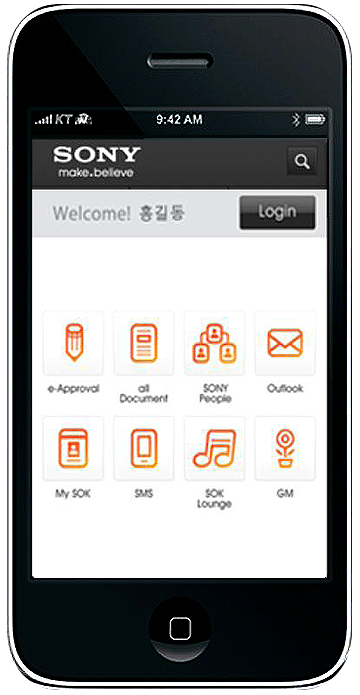 KT 9:42 AM
SONY
make.believe
Welcome! 홍길동 Login
e-Approval
all
Document
SONY
People
Outlook
My SOK
SMS
SOK
Lounge
GM